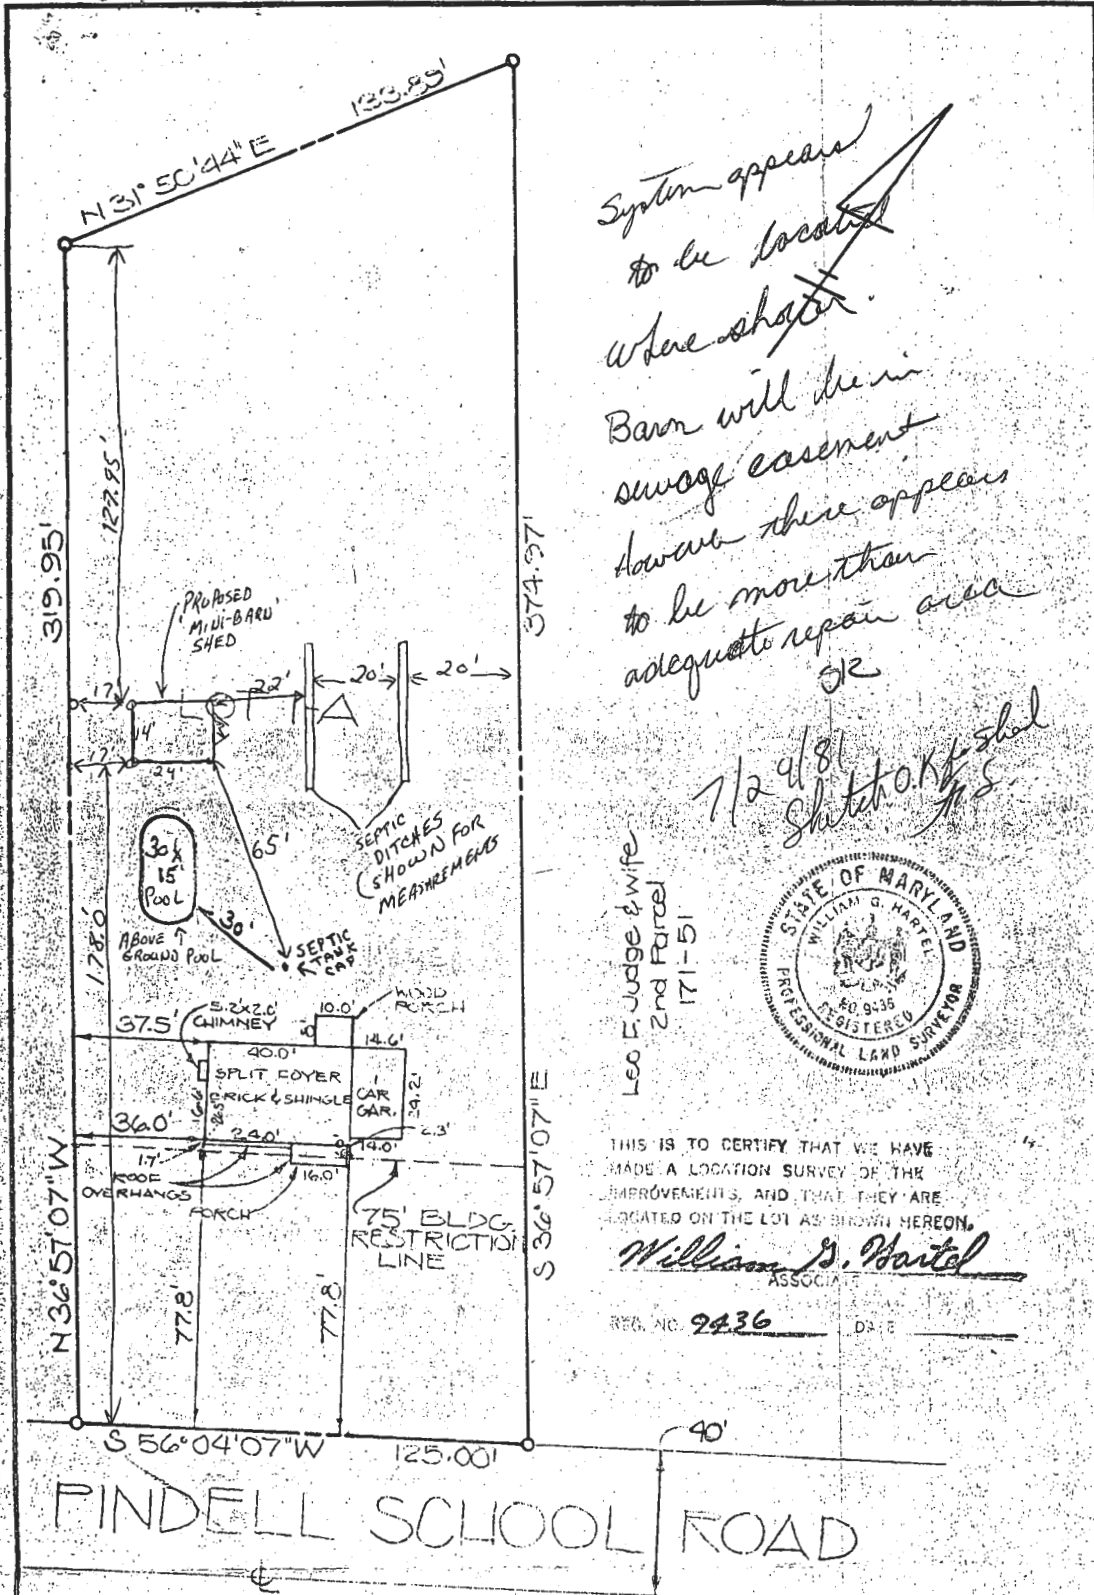 N 31° 50' 44" E
133.85'
System appears
to be located
where shown.
Barn will be in
sewage easement
However there appears
to be more than
adequate repair area
7/29/81
Sketch O.K for Shed
319.95'
127.95'
374.97'
PROPOSED
MINI-BARN
SHED
17'
22'
20'
20'
14'
17'
24'
SEPTIC
DITCHES
SHOWN FOR
MEASUREMENTS
30 X
15'
POOL
65'
30'
ABOVE
GROUND POOL
SEPTIC
TANK
CAP
178.0'
Leo E. Judge & Wife
2nd Parcel
171-51
STATE OF MARYLAND
WILLIAM G. HARTEL
NO. 9436
REGISTERED
PROFESSIONAL LAND SURVEYOR
5.2'x2.0'
CHIMNEY
10.0'
WOOD
PORCH
37.5'
40.0'
14.6'
SPLIT FOYER
BRICK & SHINGLE
1
CAR
GAR.
24.2'
36.0'
24.0'
2.3'
14.0'
1.7'
16.0'
ROOF
OVERHANGS
PORCH
75' BLDG.
RESTRICTION
LINE
77.8'
77.8'
N 36° 57' 07" W
S 36° 57' 07" E
THIS IS TO CERTIFY THAT WE HAVE
MADE A LOCATION SURVEY OF THE
IMPROVEMENTS, AND THAT THEY ARE
LOCATED ON THE LOT AS SHOWN HEREON.
William G. Hartel
ASSOCIATE
REG. NO. 9436 DATE
S 56° 04' 07" W
125.00'
40'
PINDELL SCHOOL ROAD